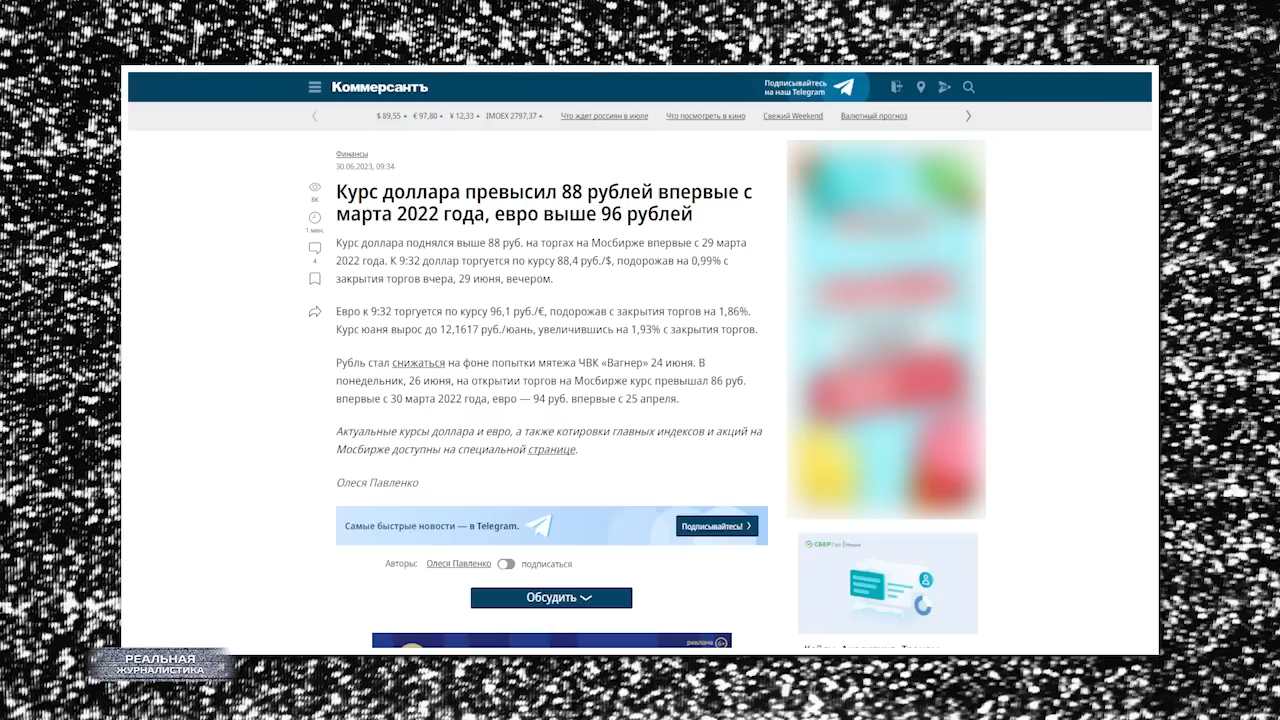 Коммерсантъ
Подписывайтесь
на наш Telegram
$ 89,55 € 97,80 ¥ 12,33 IMOEX 2797,37 Что ждет россиян в июле Что посмотреть в кино Свежий Weekend Валютный прогноз
Финансы
30.06.2023, 09:34
8K
1 мин.
4
Курс доллара превысил 88 рублей впервые с
марта 2022 года, евро выше 96 рублей
Курс доллара поднялся выше 88 руб. на торгах на Мосбирже впервые с 29 марта
2022 года. К 9:32 доллар торгуется по курсу 88,4 руб./$, подорожав на 0,99% с
закрытия торгов вчера, 29 июня, вечером.
Евро к 9:32 торгуется по курсу 96,1 руб./€, подорожав с закрытия торгов на 1,86%.
Курс юаня вырос до 12,1617 руб./юань, увеличившись на 1,93% с закрытия торгов.
Рубль стал снижаться на фоне попытки мятежа ЧВК «Вагнер» 24 июня. В
понедельник, 26 июня, на открытии торгов на Мосбирже курс превышал 86 руб.
впервые с 30 марта 2022 года, евро — 94 руб. впервые с 25 апреля.
Актуальные курсы доллара и евро, а также котировки главных индексов и акций на
Мосбирже доступны на специальной странице.
Олеся Павленко
Самые быстрые новости — в Telegram. Подписывайтесь!
Авторы: Олеся Павленко подписаться
Обсудить
реклама 6+
СБЕР
РЕАЛЬНАЯ
ЖУРНАЛИСТИКА